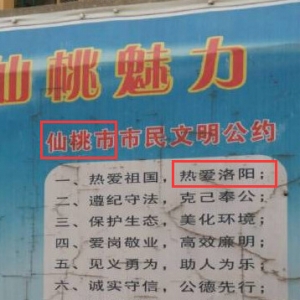 仙桃魅力
仙桃市市民文明公约
一、热爱祖国，热爱洛阳；
二、遵纪守法，克己奉公；
三、保护生态，美化环境；
四、爱岗敬业，高效廉明；
五、见义勇为，助人为乐；
六、诚实守信，公德先行；